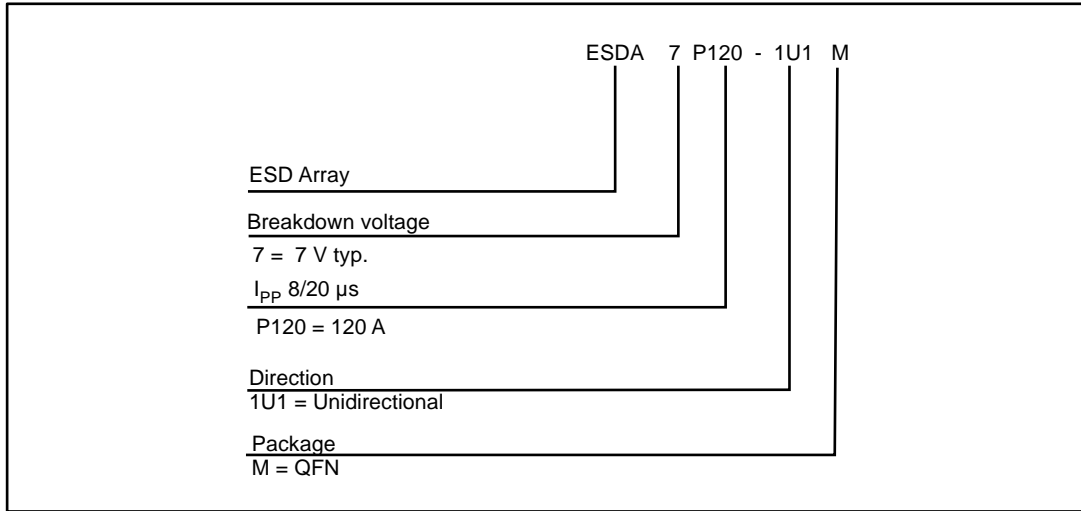 ESDA 7 P120 - 1U1 M
ESD Array
Breakdown voltage
7 = 7 V typ.
IPP 8/20 µs
P120 = 120 A
Direction
1U1 = Unidirectional
Package
M = QFN